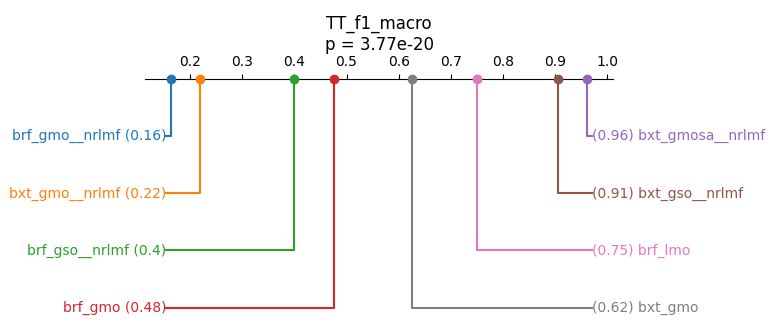 TT_f1_macro
p = 3.77e-20
0.2 0.3 0.4 0.5 0.6 0.7 0.8 0.9 1.0
brf_gmo__nrlmf (0.16) (0.96) bxt_gmosa__nrlmf
bxt_gmo__nrlmf (0.22) (0.91) bxt_gso__nrlmf
brf_gso__nrlmf (0.4) (0.75) brf_lmo
brf_gmo (0.48) (0.62) bxt_gmo